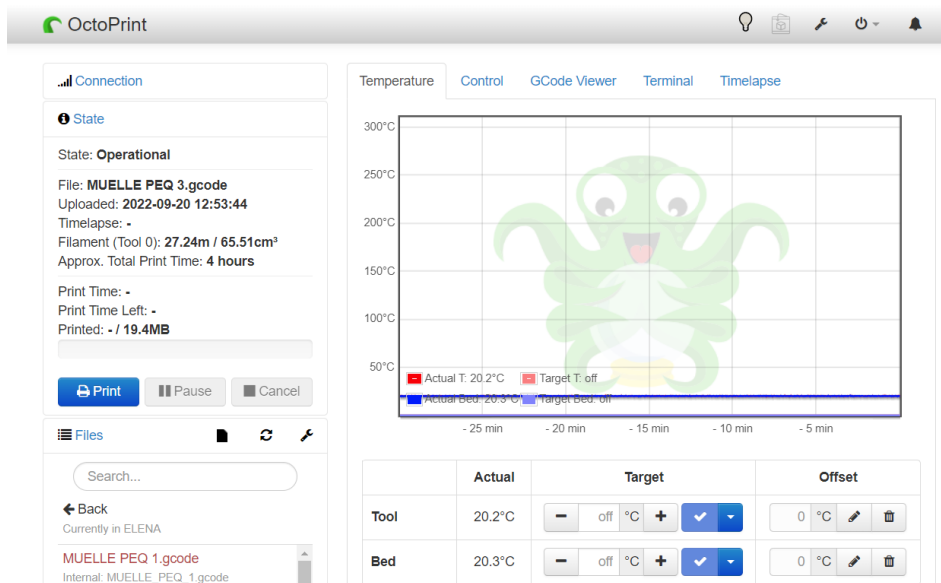 OctoPrint
Connection
State
State: Operational
File: MUELLE PEQ 3.gcode
Uploaded: 2022-09-20 12:53:44
Timelapse: -
Filament (Tool 0): 27.24m / 65.51cm³
Approx. Total Print Time: 4 hours
Print Time: -
Print Time Left: -
Printed: - / 19.4MB
Print Pause Cancel
Files
Search...
Back
Currently in ELENA
MUELLE PEQ 1.gcode
Internal: MUELLE_PEQ_1.gcode
Temperature Control GCode Viewer Terminal Timelapse
300°C
250°C
200°C
150°C
100°C
50°C
Actual T: 20.2°C Target T: off
Actual Bed: 20.3°C Target Bed: off
- 25 min - 20 min - 15 min - 10 min - 5 min
Actual Target Offset
Tool 20.2°C off °C 0 °C
Bed 20.3°C off °C 0 °C